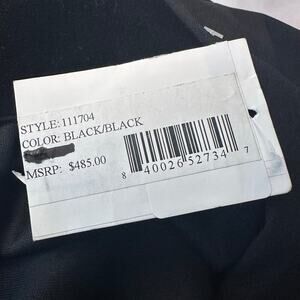 STYLE: 111704
COLOR: BLACK/BLACK
MSRP: $485.00
8 40026 52734 7